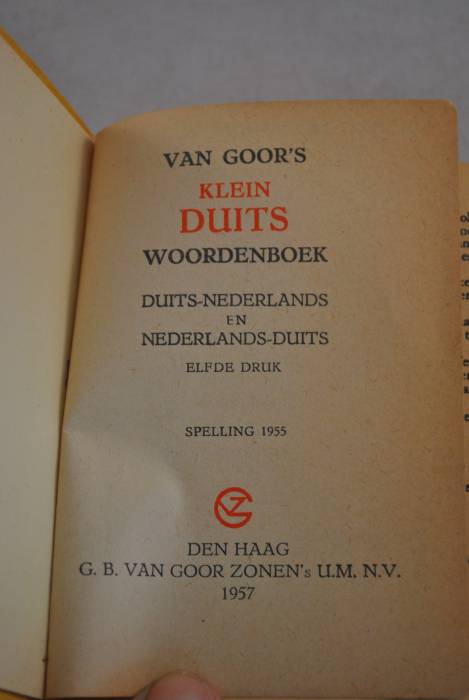 VAN GOOR'S
KLEIN
DUITS
WOORDENBOEK
DUITS-NEDERLANDS
EN
NEDERLANDS-DUITS
ELFDE DRUK
SPELLING 1955
DEN HAAG
G. B. VAN GOOR ZONEN's U.M. N.V.
1957